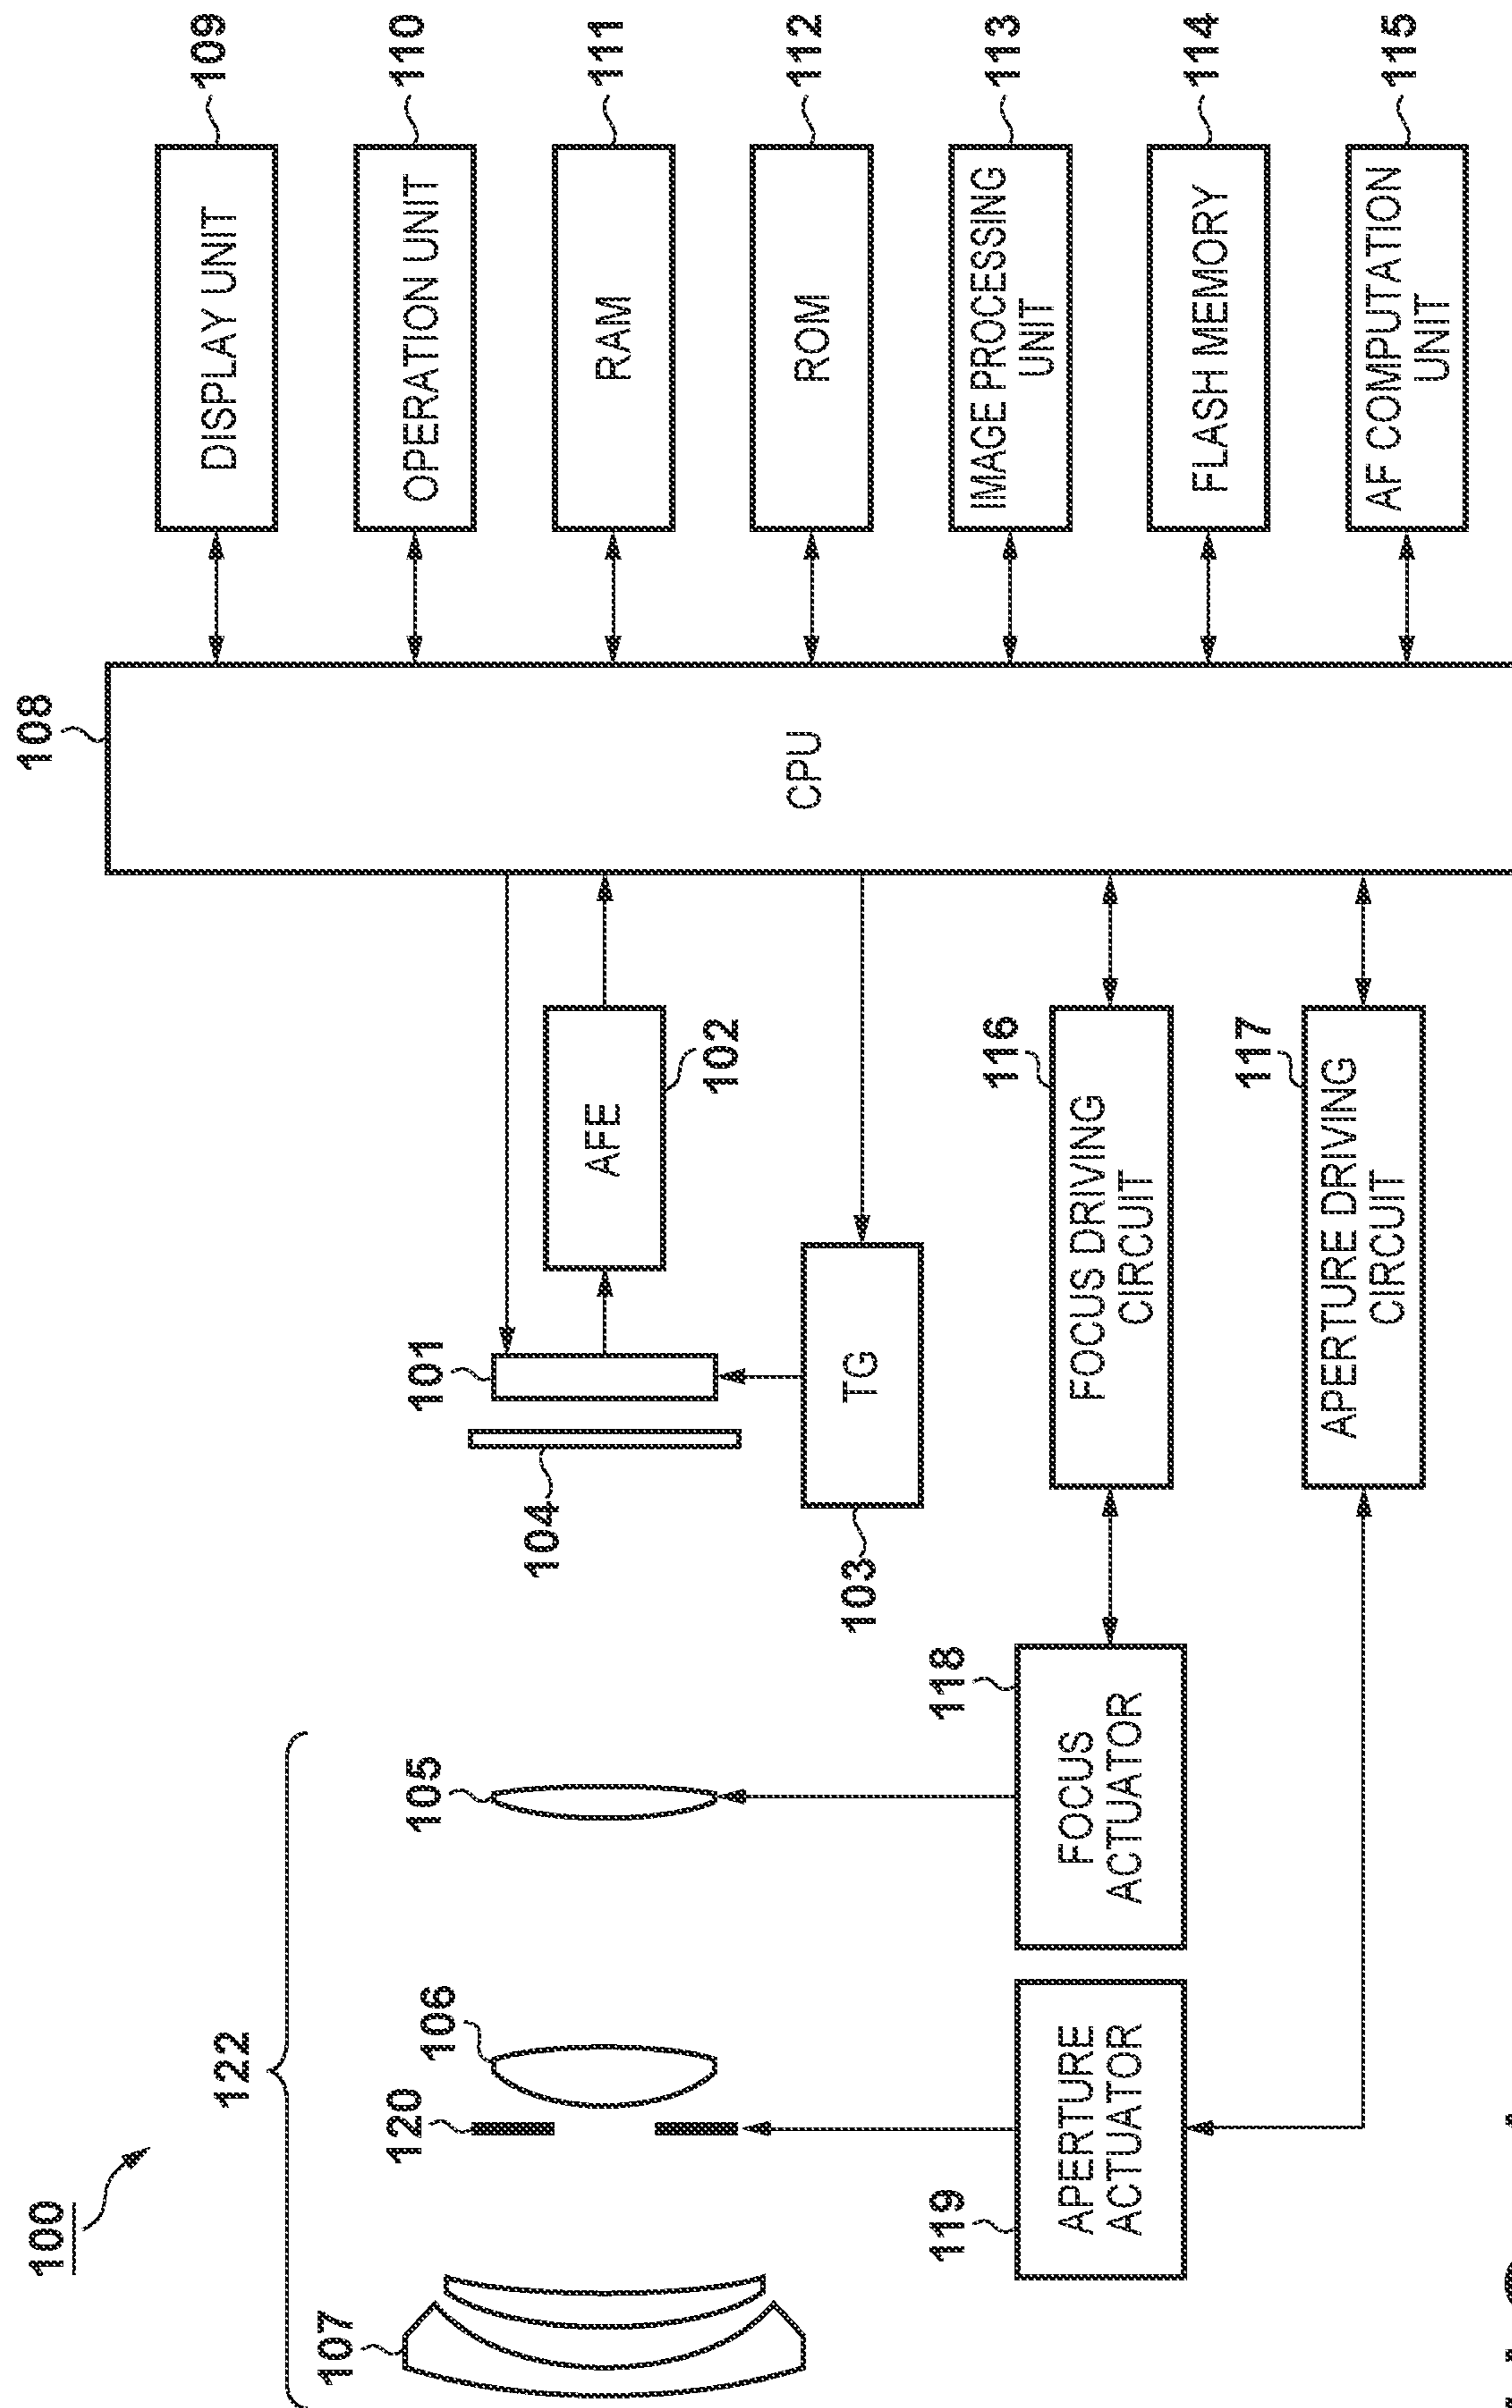 100
108
122
DISPLAY UNIT
109
107
120
106
105
101
OPERATION UNIT
110
104
AFE
102
RAM
111
103
TG
CPU
ROM
112
119
APERTURE
ACTUATOR
118
FOCUS
ACTUATOR
116
FOCUS DRIVING
CIRCUIT
IMAGE PROCESSING
UNIT
113
FLASH MEMORY
114
117
APERTURE DRIVING
CIRCUIT
AF COMPUTATION
UNIT
115